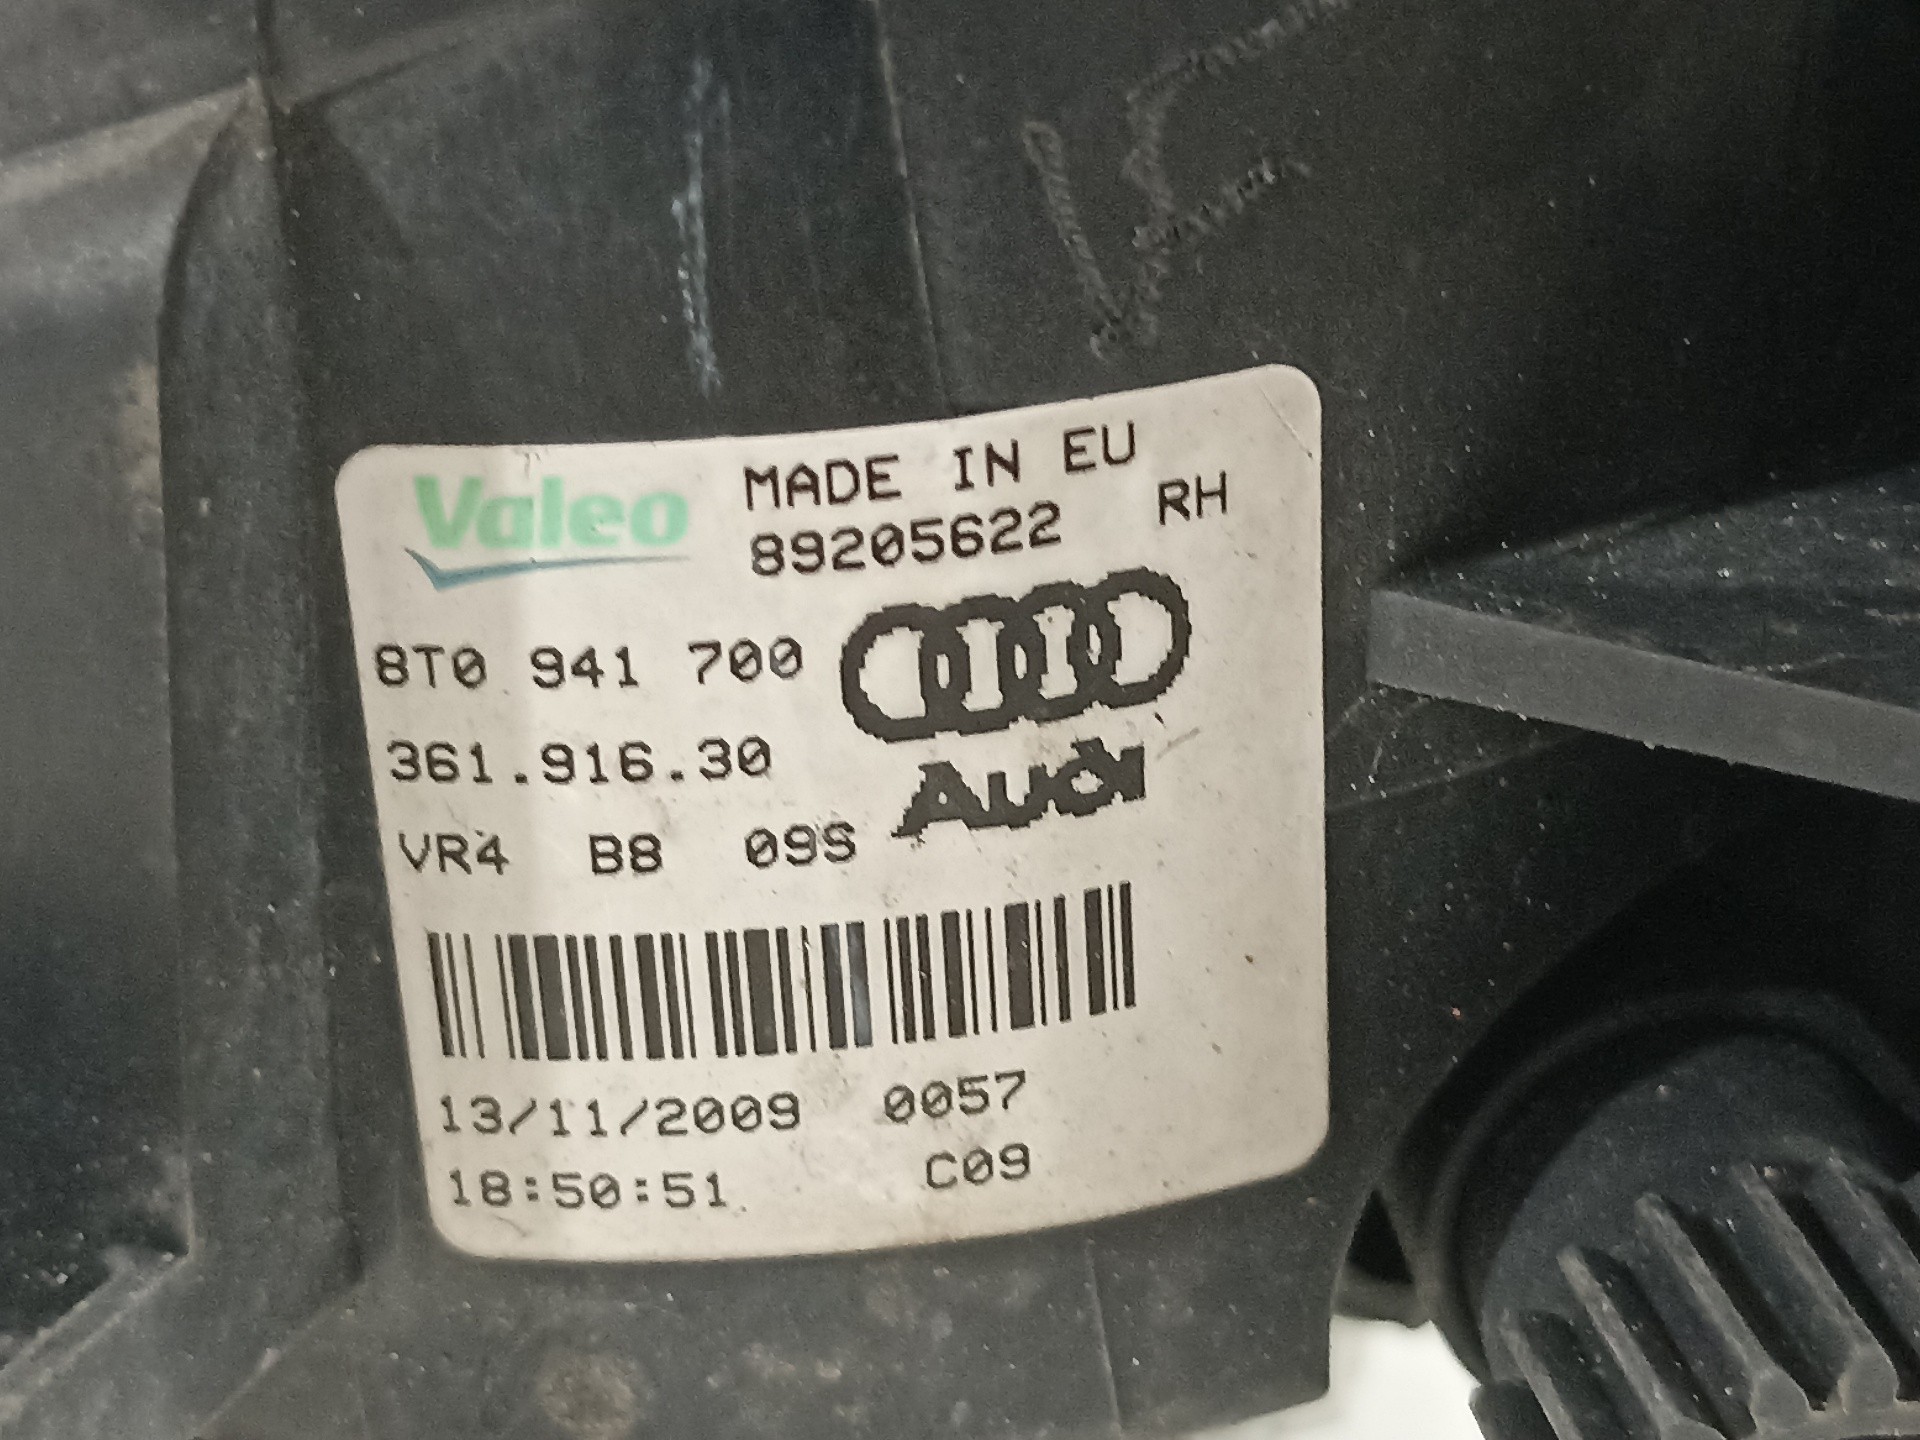 Valeo MADE IN EU
89205622 RH
8T0 941 700
361.916.30
Audi
VR4 B8 09S
13/11/2009 0057
18:50:51 C09